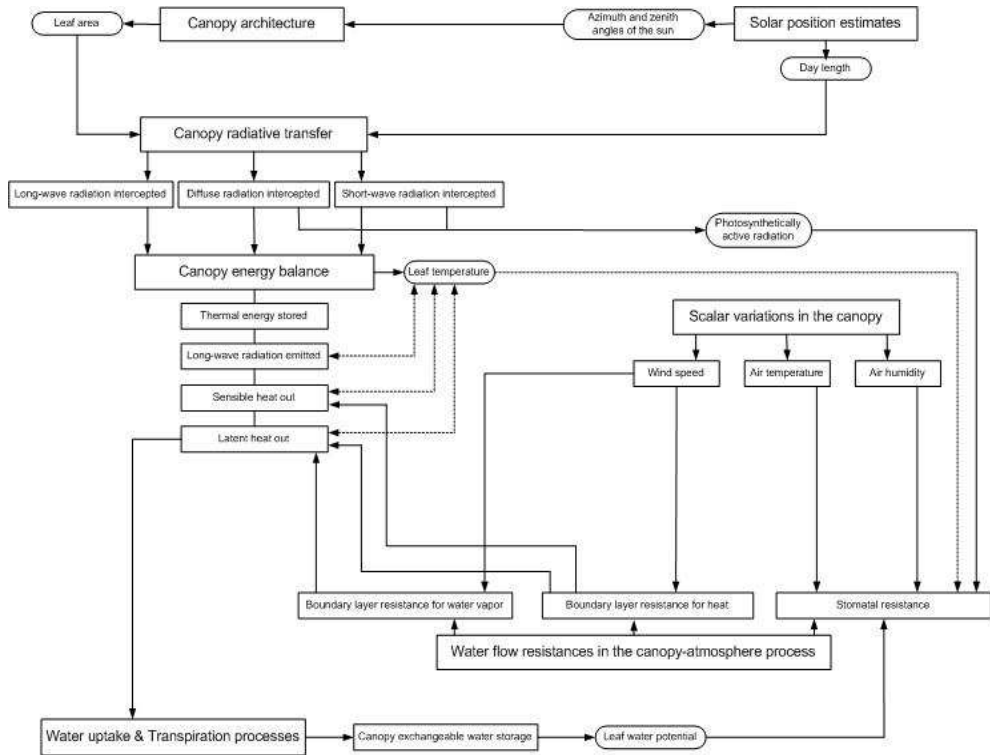 Leaf area
Canopy architecture
Azimuth and zenith
angles of the sun
Solar position estimates
Day length
Canopy radiative transfer
Long-wave radiation intercepted
Diffuse radiation intercepted
Short-wave radiation intercepted
Photosynthetically
active radiation
Canopy energy balance
Leaf temperature
Thermal energy stored
Scalar variations in the canopy
Long-wave radiation emitted
Wind speed
Air temperature
Air humidity
Sensible heat out
Latent heat out
Boundary layer resistance for water vapor
Boundary layer resistance for heat
Stomatal resistance
Water flow resistances in the canopy-atmosphere process
Water uptake & Transpiration processes
Canopy exchangeable water storage
Leaf water potential